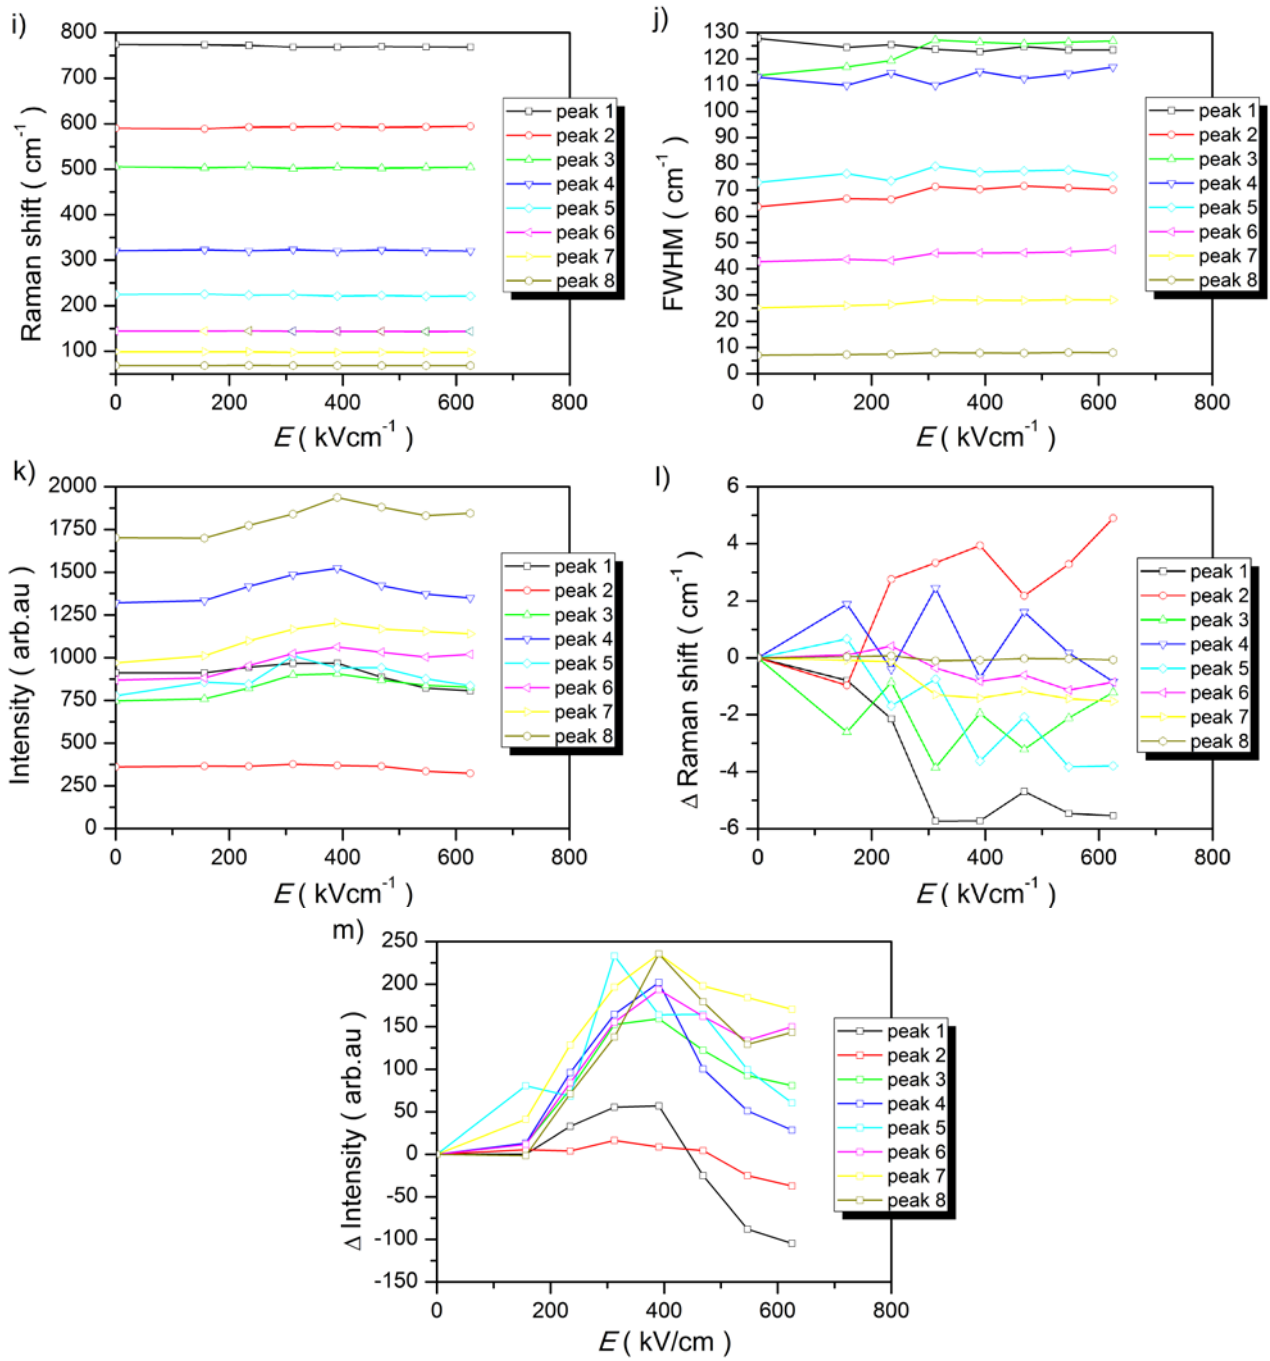 i)
Raman shift ( cm⁻¹ )
800
700
600
500
400
300
200
100
0
200
400
600
800
E ( kVcm⁻¹ )
peak 1
peak 2
peak 3
peak 4
peak 5
peak 6
peak 7
peak 8
j)
FWHM ( cm⁻¹ )
130
120
110
100
90
80
70
60
50
40
30
20
10
0
0
200
400
600
800
E ( kVcm⁻¹ )
peak 1
peak 2
peak 3
peak 4
peak 5
peak 6
peak 7
peak 8
k)
Intensity ( arb.au )
2000
1750
1500
1250
1000
750
500
250
0
0
200
400
600
800
E ( kVcm⁻¹ )
peak 1
peak 2
peak 3
peak 4
peak 5
peak 6
peak 7
peak 8
l)
Δ Raman shift ( cm⁻¹ )
6
4
2
0
-2
-4
-6
0
200
400
600
800
E ( kVcm⁻¹ )
peak 1
peak 2
peak 3
peak 4
peak 5
peak 6
peak 7
peak 8
m)
Δ Intensity ( arb.au )
250
200
150
100
50
0
-50
-100
-150
0
200
400
600
800
E ( kV/cm )
peak 1
peak 2
peak 3
peak 4
peak 5
peak 6
peak 7
peak 8